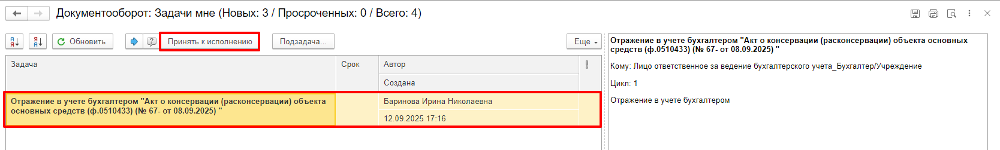 Документооборот: Задачи мне (Новых: 3 / Просроченных: 0 / Всего: 4)
Обновить
Принять к исполнению
Подзадача...
Еще
Задача
Срок
Автор
Создана
Отражение в учете бухгалтером "Акт о консервации (расконсервации) объекта
основных средств (ф.0510433) (№ 67- от 08.09.2025) "
Баринова Ирина Николаевна
12.09.2025 17:16
Отражение в учете бухгалтером "Акт о консервации (расконсервации) объекта основных
средств (ф.0510433) (№ 67- от 08.09.2025) "
Кому: Лицо ответственное за ведение бухгалтерского учета_Бухгалтер/Учреждение
Цикл: 1
Отражение в учете бухгалтером